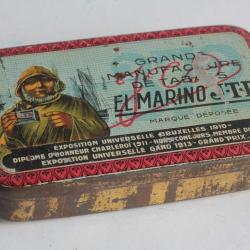 GRANDE
MANUFACTURE
DE TABACS
EL MARINO
MARQUE DÉPOSÉE
EXPOSITION UNIVERSELLE BRUXELLES 1910 -
DIPLOME D'HONNEUR CHARLEROI 1911 - HORS CONCOURS, MEMBRE DU
EXPOSITION UNIVERSELLE GAND 1913 - GRAND PRIX